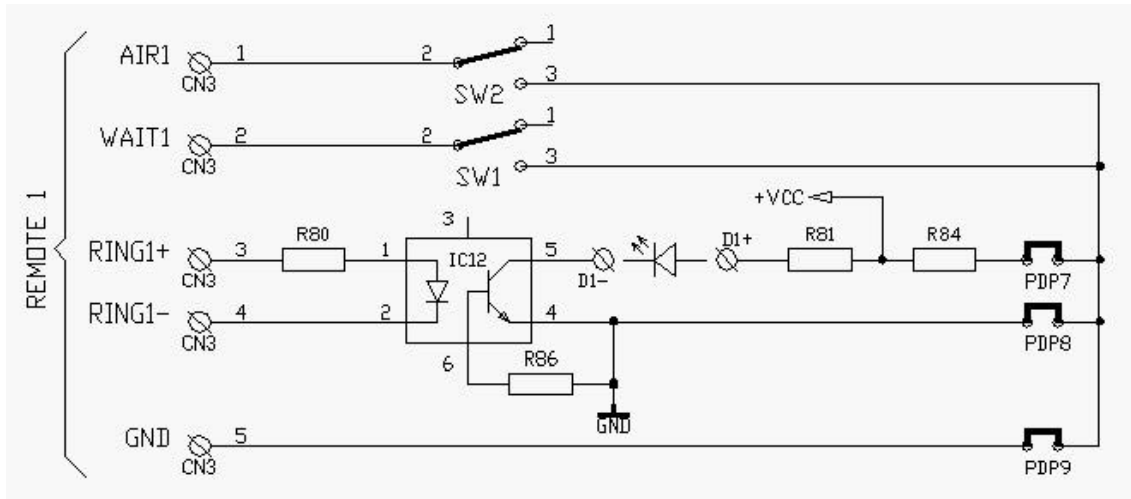 1
AIR1 1 2
CN3 SW2 3
1
WAIT1 2 2
CN3 SW1 3
REMOTE 1
+VCC
3
RING1+ 3 R80 1 IC12 5 D1- D1+ R81 R84 PDP7
CN3
RING1- 4 2 4 PDP8
CN3
6 R86
GND
GND 5
CN3 PDP9